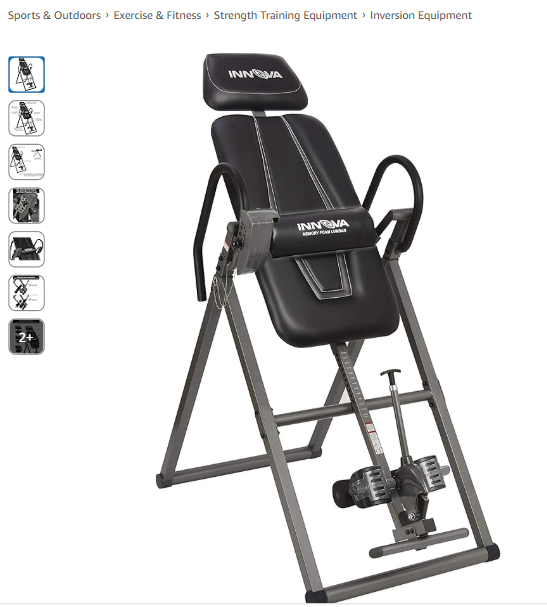 Sports & Outdoors › Exercise & Fitness › Strength Training Equipment › Inversion Equipment
INNOVA
INNOVA
MEMORY FOAM LUMBAR
2+